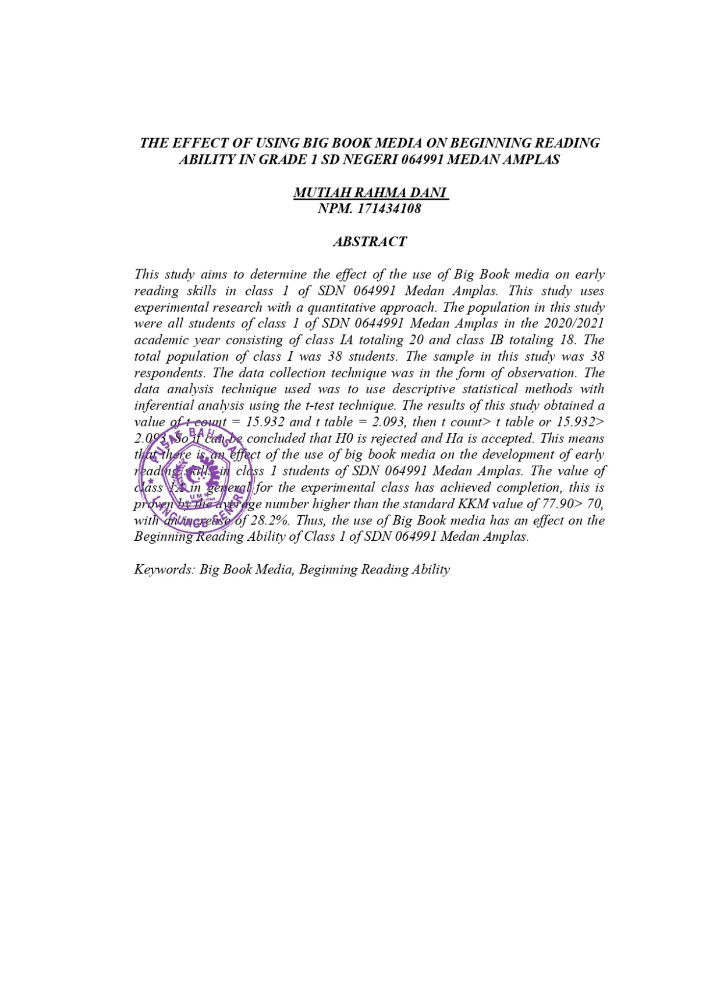 THE EFFECT OF USING BIG BOOK MEDIA ON BEGINNING READING
ABILITY IN GRADE 1 SD NEGERI 064991 MEDAN AMPLAS
MUTIAH RAHMA DANI
NPM. 171434108
ABSTRACT
This study aims to determine the effect of the use of Big Book media on early
reading skills in class 1 of SDN 064991 Medan Amplas. This study uses
experimental research with a quantitative approach. The population in this study
were all students of class 1 of SDN 0644991 Medan Amplas in the 2020/2021
academic year consisting of class IA totaling 20 and class IB totaling 18. The
total population of class I was 38 students. The sample in this study was 38
respondents. The data collection technique was in the form of observation. The
data analysis technique used was to use descriptive statistical methods with
inferential analysis using the t-test technique. The results of this study obtained a
value of t count = 15.932 and t table = 2.093, then t count> t table or 15.932>
2.093. So it can be concluded that H0 is rejected and Ha is accepted. This means
that there is an effect of the use of big book media on the development of early
reading skills in class 1 students of SDN 064991 Medan Amplas. The value of
class 1A in general for the experimental class has achieved completion, this is
proven by the average number higher than the standard KKM value of 77.90> 70,
with an increase of 28.2%. Thus, the use of Big Book media has an effect on the
Beginning Reading Ability of Class 1 of SDN 064991 Medan Amplas.
Keywords: Big Book Media, Beginning Reading Ability
PUSAT BAHASA
UMN
LANGUAGE CENTRE